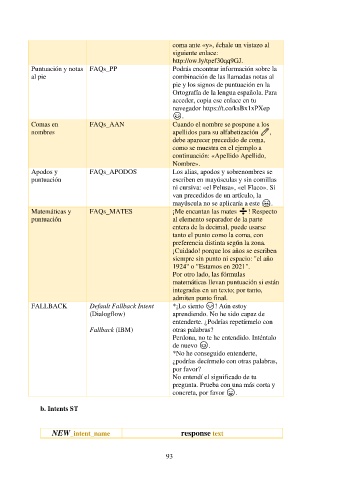 coma ante «y», échale un vistazo al
siguiente enlace:
http://ow.ly/tpef30qq9GJ.
Puntuación y notas al pie
FAQs_PP
Podrás encontrar información sobre la
combinación de las llamadas notas al
pie y los signos de puntuación en la
Ortografía de la lengua española. Para
acceder, copia ese enlace en tu
navegador https://t.co/ksBx1xPXep
.
Comas en nombres
FAQs_AAN
Cuando el nombre se pospone a los
apellidos para su alfabetización ,
debe aparecer precedido de coma,
como se muestra en el ejemplo a
continuación: «Apellido Apellido,
Nombre».
Apodos y puntuación
FAQs_APODOS
Los alias, apodos y sobrenombres se
escriben en mayúsculas y sin comillas
ni cursiva: «el Pelusa», «el Flaco». Si
van precedidos de un artículo, la
mayúscula no se aplicaría a este .
Matemáticas y puntuación
FAQs_MATES
¡Me encantan las mates ➗! Respecto
al elemento separador de la parte
entera de la decimal, puede usarse
tanto el punto como la coma, con
preferencia distinta según la zona.
¡Cuidado! porque los años se escriben
siempre sin punto ni espacio: "el año
1924" o "Estamos en 2021".
Por otro lado, las fórmulas
matemáticas llevan puntuación si están
integradas en un texto; por tanto,
admiten punto final.
FALLBACK
Default Fallback Intent
(Dialogflow)
Fallback (IBM)
*¡Lo siento ! Aún estoy
aprendiendo. No he sido capaz de
entenderte. ¿Podrías repetírmelo con
otras palabras?
Perdona, no te he entendido. Inténtalo
de nuevo .
*No he conseguido entenderte,
¿podrías decírmelo con otras palabras,
por favor?
No entendí el significado de tu
pregunta. Prueba con una más corta y
concreta, por favor .
b. Intents ST
NEW intent_name
response text
93